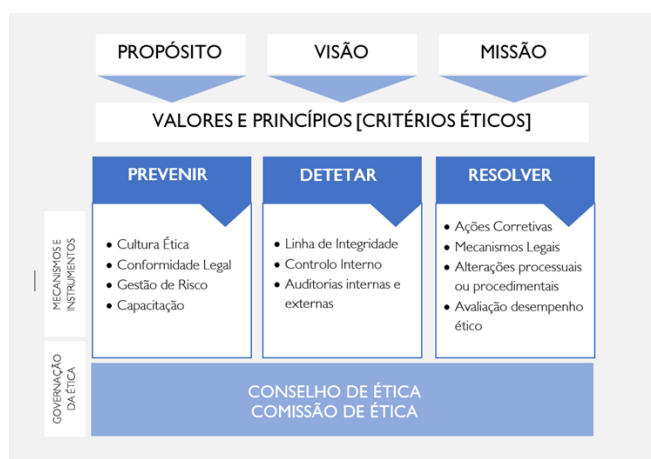 PROPÓSITO
VISÃO
MISSÃO
VALORES E PRINCÍPIOS [CRITÉRIOS ÉTICOS]
PREVENIR
DETETAR
RESOLVER
MECANISMOS E
INSTRUMENTOS
• Cultura Ética
• Conformidade Legal
• Gestão de Risco
• Capacitação
• Linha de Integridade
• Controlo Interno
• Auditorias internas e
externas
• Ações Corretivas
• Mecanismos Legais
• Alterações processuais
ou procedimentais
• Avaliação desempenho
ético
GOVERNAÇÃO
DA ÉTICA
CONSELHO DE ÉTICA
COMISSÃO DE ÉTICA